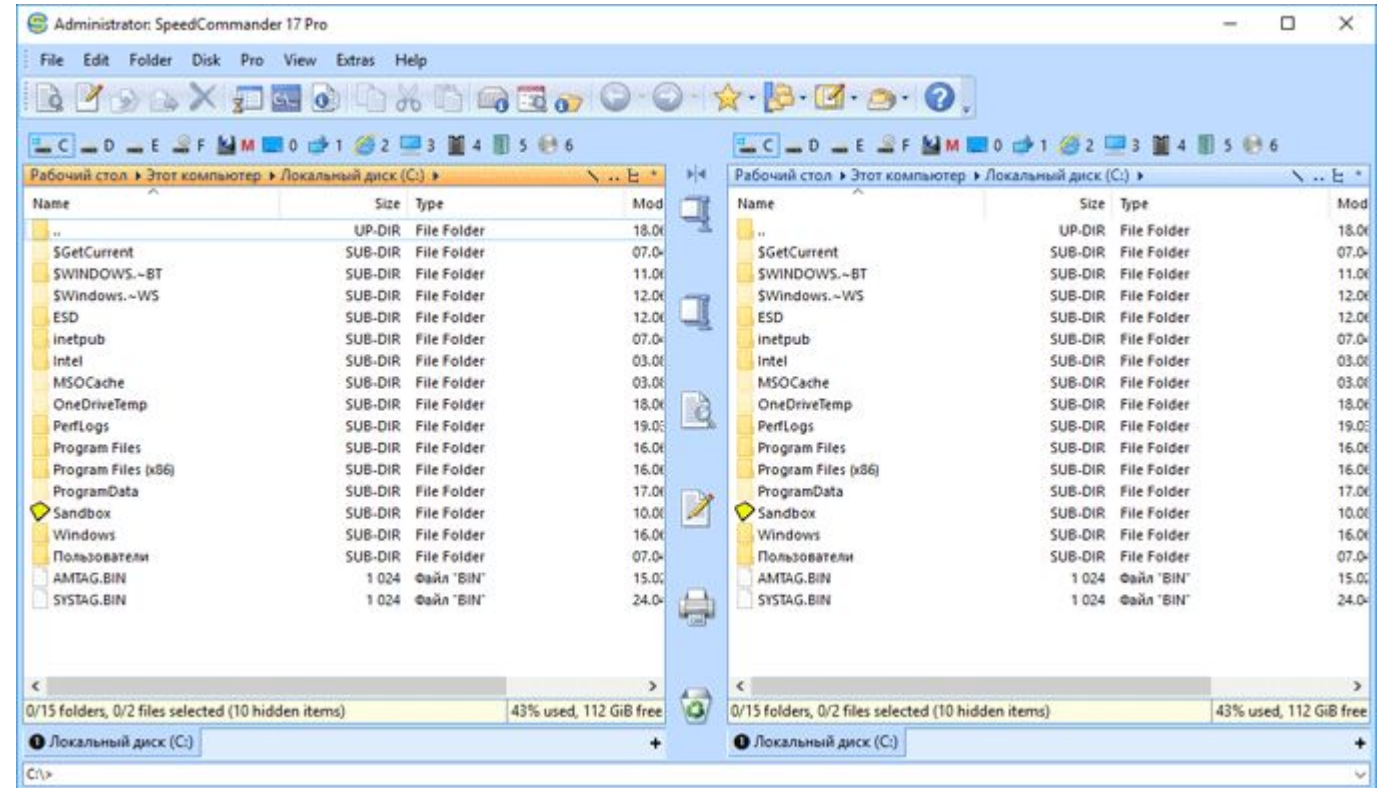 Administrator: SpeedCommander 17 Pro
File Edit Folder Disk Pro View Extras Help
C D E F M 0 1 2 3 4 5 6
Рабочий стол Этот компьютер Локальный диск (C:) \ .. *
Name Size Type Mod
.. UP-DIR File Folder
$GetCurrent SUB-DIR File Folder
$WINDOWS.~BT SUB-DIR File Folder
$Windows.~WS SUB-DIR File Folder
ESD SUB-DIR File Folder
inetpub SUB-DIR File Folder
Intel SUB-DIR File Folder
MSOCache SUB-DIR File Folder
OneDriveTemp SUB-DIR File Folder
PerfLogs SUB-DIR File Folder
Program Files SUB-DIR File Folder
Program Files (x86) SUB-DIR File Folder
ProgramData SUB-DIR File Folder
Sandbox SUB-DIR File Folder
Windows SUB-DIR File Folder
Пользователи SUB-DIR File Folder
AMTAG.BIN 1 024 Файл "BIN"
SYSTAG.BIN 1 024 Файл "BIN"
0/15 folders, 0/2 files selected (10 hidden items) 43% used, 112 GiB free
1 Локальный диск (C:) +
C D E F M 0 1 2 3 4 5 6
Рабочий стол Этот компьютер Локальный диск (C:) \ .. *
Name Size Type Mod
.. UP-DIR File Folder
$GetCurrent SUB-DIR File Folder
$WINDOWS.~BT SUB-DIR File Folder
$Windows.~WS SUB-DIR File Folder
ESD SUB-DIR File Folder
inetpub SUB-DIR File Folder
Intel SUB-DIR File Folder
MSOCache SUB-DIR File Folder
OneDriveTemp SUB-DIR File Folder
PerfLogs SUB-DIR File Folder
Program Files SUB-DIR File Folder
Program Files (x86) SUB-DIR File Folder
ProgramData SUB-DIR File Folder
Sandbox SUB-DIR File Folder
Windows SUB-DIR File Folder
Пользователи SUB-DIR File Folder
AMTAG.BIN 1 024 Файл "BIN"
SYSTAG.BIN 1 024 Файл "BIN"
0/15 folders, 0/2 files selected (10 hidden items) 43% used, 112 GiB free
1 Локальный диск (C:) +
C:\>